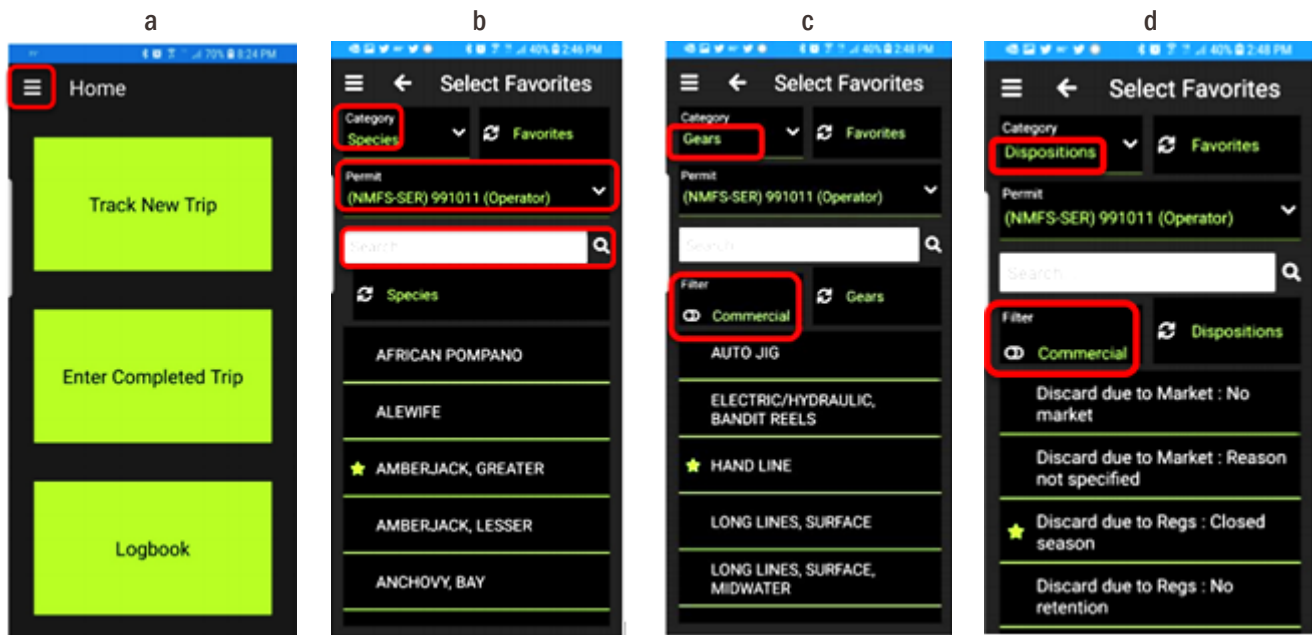 a
b
c
d
70% 8:24 PM
Home
Track New Trip
Enter Completed Trip
Logbook
40% 2:46 PM
Select Favorites
Category
Species
Favorites
Permit
(NMFS-SER) 991011 (Operator)
Search
Species
AFRICAN POMPANO
ALEWIFE
AMBERJACK, GREATER
AMBERJACK, LESSER
ANCHOVY, BAY
40% 2:48 PM
Select Favorites
Category
Gears
Favorites
Permit
(NMFS-SER) 991011 (Operator)
Search
Filter
Commercial
Gears
AUTO JIG
ELECTRIC/HYDRAULIC,
BANDIT REELS
HAND LINE
LONG LINES, SURFACE
LONG LINES, SURFACE,
MIDWATER
40% 2:48 PM
Select Favorites
Category
Dispositions
Favorites
Permit
(NMFS-SER) 991011 (Operator)
Search
Filter
Commercial
Dispositions
Discard due to Market : No
market
Discard due to Market : Reason
not specified
Discard due to Regs : Closed
season
Discard due to Regs : No
retention